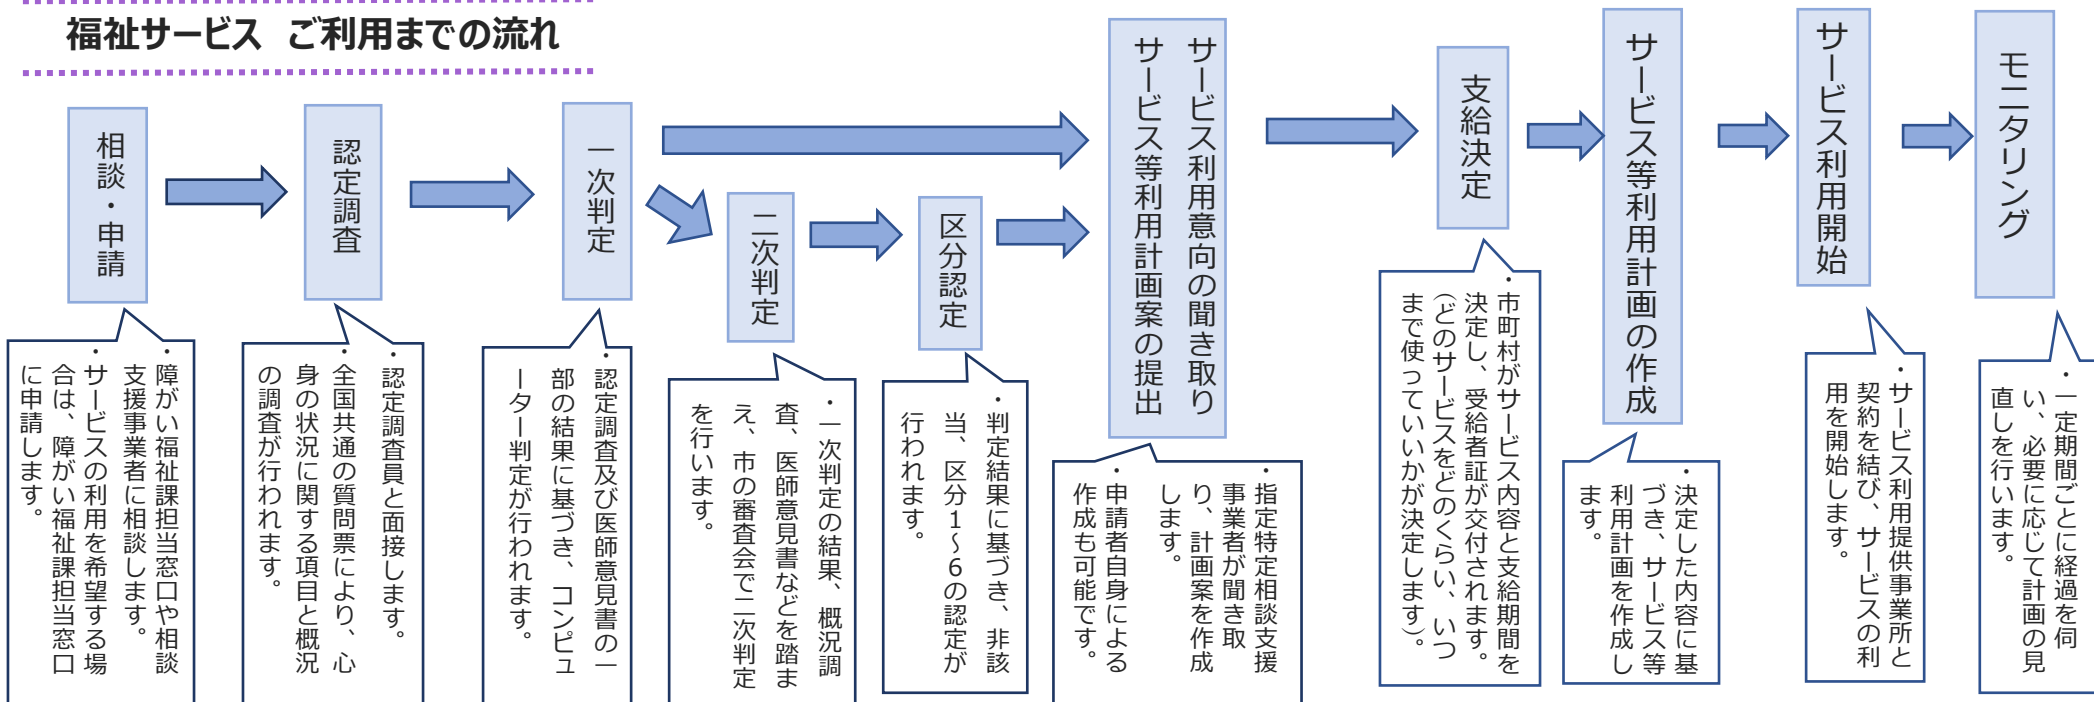 福祉サービス ご利用までの流れ
相談・申請
・障がい福祉課担当窓口や相談
支援事業者に相談します。
・サービスの利用を希望する場
合は、障がい福祉課担当窓口
に申請します。
認定調査
・認定調査員と面接します。
・全国共通の質問票により、心
身の状況に関する項目と概況
の調査が行われます。
一次判定
・認定調査及び医師意見書の一
部の結果に基づき、コンピュ
ーター判定が行われます。
二次判定
・一次判定の結果、概況調
査、医師意見書などを踏ま
え、市の審査会で二次判定
を行います。
区分認定
・判定結果に基づき、非該
当、区分1~6の認定が
行われます。
サービス利用意向の聞き取り
サービス等利用計画案の提出
・指定特定相談支援
事業者が聞き取
り、計画案を作成
します。
・申請者自身による
作成も可能です。
支給決定
・市町村がサービス内容と支給期間を
決定し、受給者証が交付されます。
(どのサービスをどのくらい、いつ
まで使っていいかが決定します)。
サービス等利用計画の作成
・決定した内容に基
づき、サービス等
利用計画を作成し
ます。
サービス利用開始
・サービス利用提供事業所と
契約を結び、サービスの利
用を開始します。
モニタリング
・一定期間ごとに経過を伺
い、必要に応じて計画の見
直しを行います。